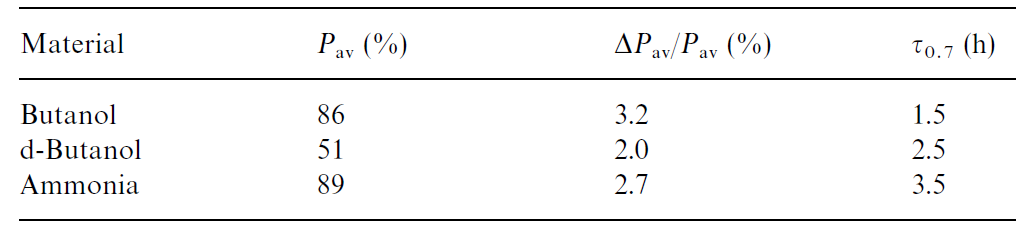 Material P_av (%) ΔP_av/P_av (%) τ_0.7 (h)
Butanol 86 3.2 1.5
d-Butanol 51 2.0 2.5
Ammonia 89 2.7 3.5